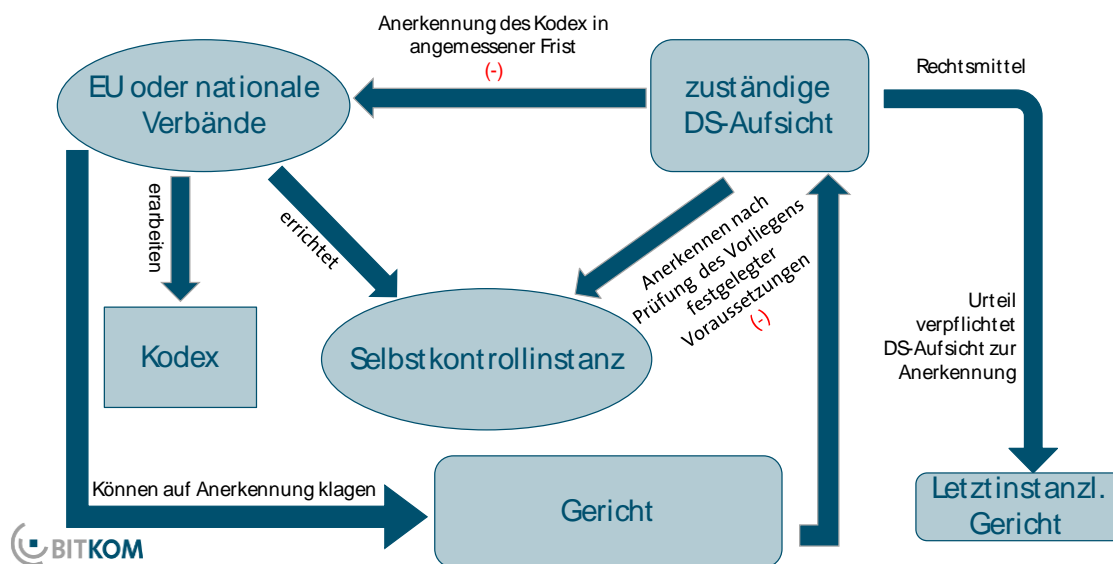 Anerkennung des Kodex in
angemessener Frist
(-)
EU oder nationale
Verbände
zuständige
DS-Aufsicht
Rechtsmittel
erarbeiten
errichtet
Anerkennen nach
Prüfung des Vorliegens
festgelegter
Voraussetzungen
(-)
Kodex
Selbstkontrollinstanz
Urteil
verpflichtet
DS-Aufsicht zur
Anerkennung
Können auf Anerkennung klagen
Gericht
Letztinstanzl.
Gericht
BITKOM